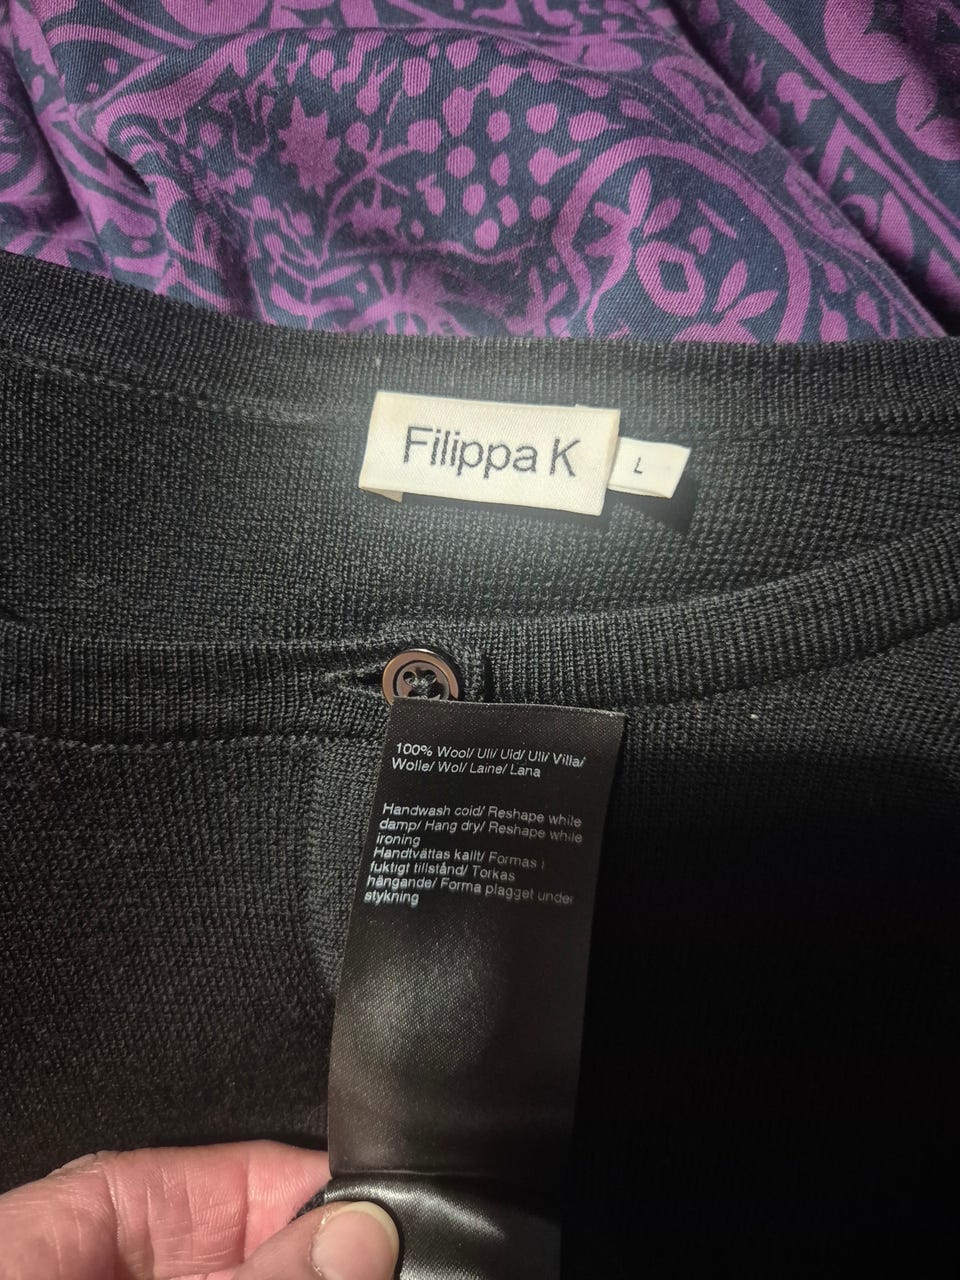 Filippa K
L
100% Wool/ Ull/ Uld/ Ull/ Villa/
Wolle/ Wol/ Laine/ Lana
Handwash cold/ Reshape while
damp/ Hang dry/ Reshape while
ironing
Handtvättas kallt/ Formas i
fuktigt tillstånd/ Torkas
hängande/ Forma plagget under
stykning